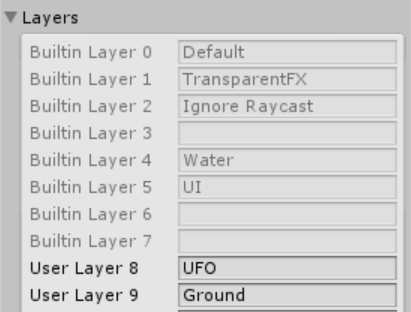 Layers
Builtin Layer 0 Default
Builtin Layer 1 TransparentFX
Builtin Layer 2 Ignore Raycast
Builtin Layer 3
Builtin Layer 4 Water
Builtin Layer 5 UI
Builtin Layer 6
Builtin Layer 7
User Layer 8 UFO
User Layer 9 Ground